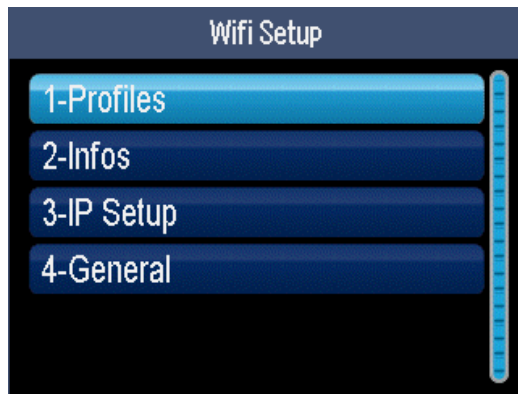 Wifi Setup
1-Profiles
2-Infos
3-IP Setup
4-General